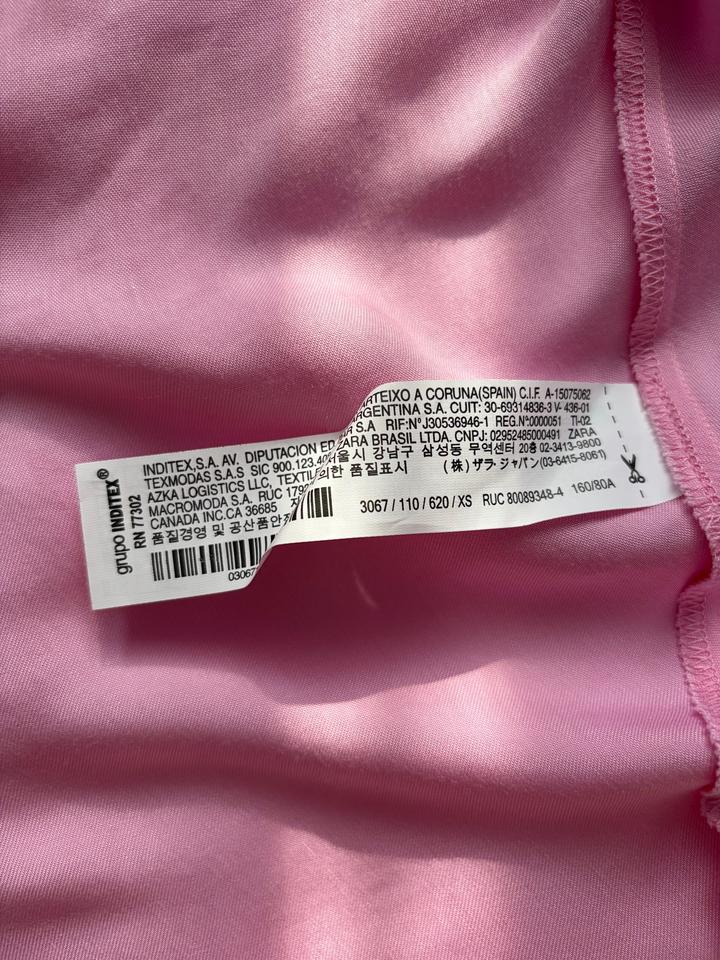 grupo INDITEX®
RN 77302
INDITEX,S.A. AV. DIPUTACION ED ARTEIXO A CORUNA(SPAIN) C.I.F. A-15075062
TEXMODAS S.A.S SIC 900.123.40 ARGENTINA S.A. CUIT: 30-69314836-3 V- 436-01
AZKA LOGISTICS LLC, TEXTIL S.A RIF:N°J30536946-1 REG.N°:0000051 TI-02
MACROMODA S.A. RUC 1792 ZARA BRASIL LTDA. CNPJ: 02952485000491 ZARA
CANADA INC.CA 36685 서울시 강남구 삼성동 무역센터 20층 02-3413-9800
품질경영 및 공산품안전 의한 품질표시 (株) ザラ·ジャパン(03-6415-8061)
3067 / 110 / 620 / XS RUC 80089348-4 160/80A
03067